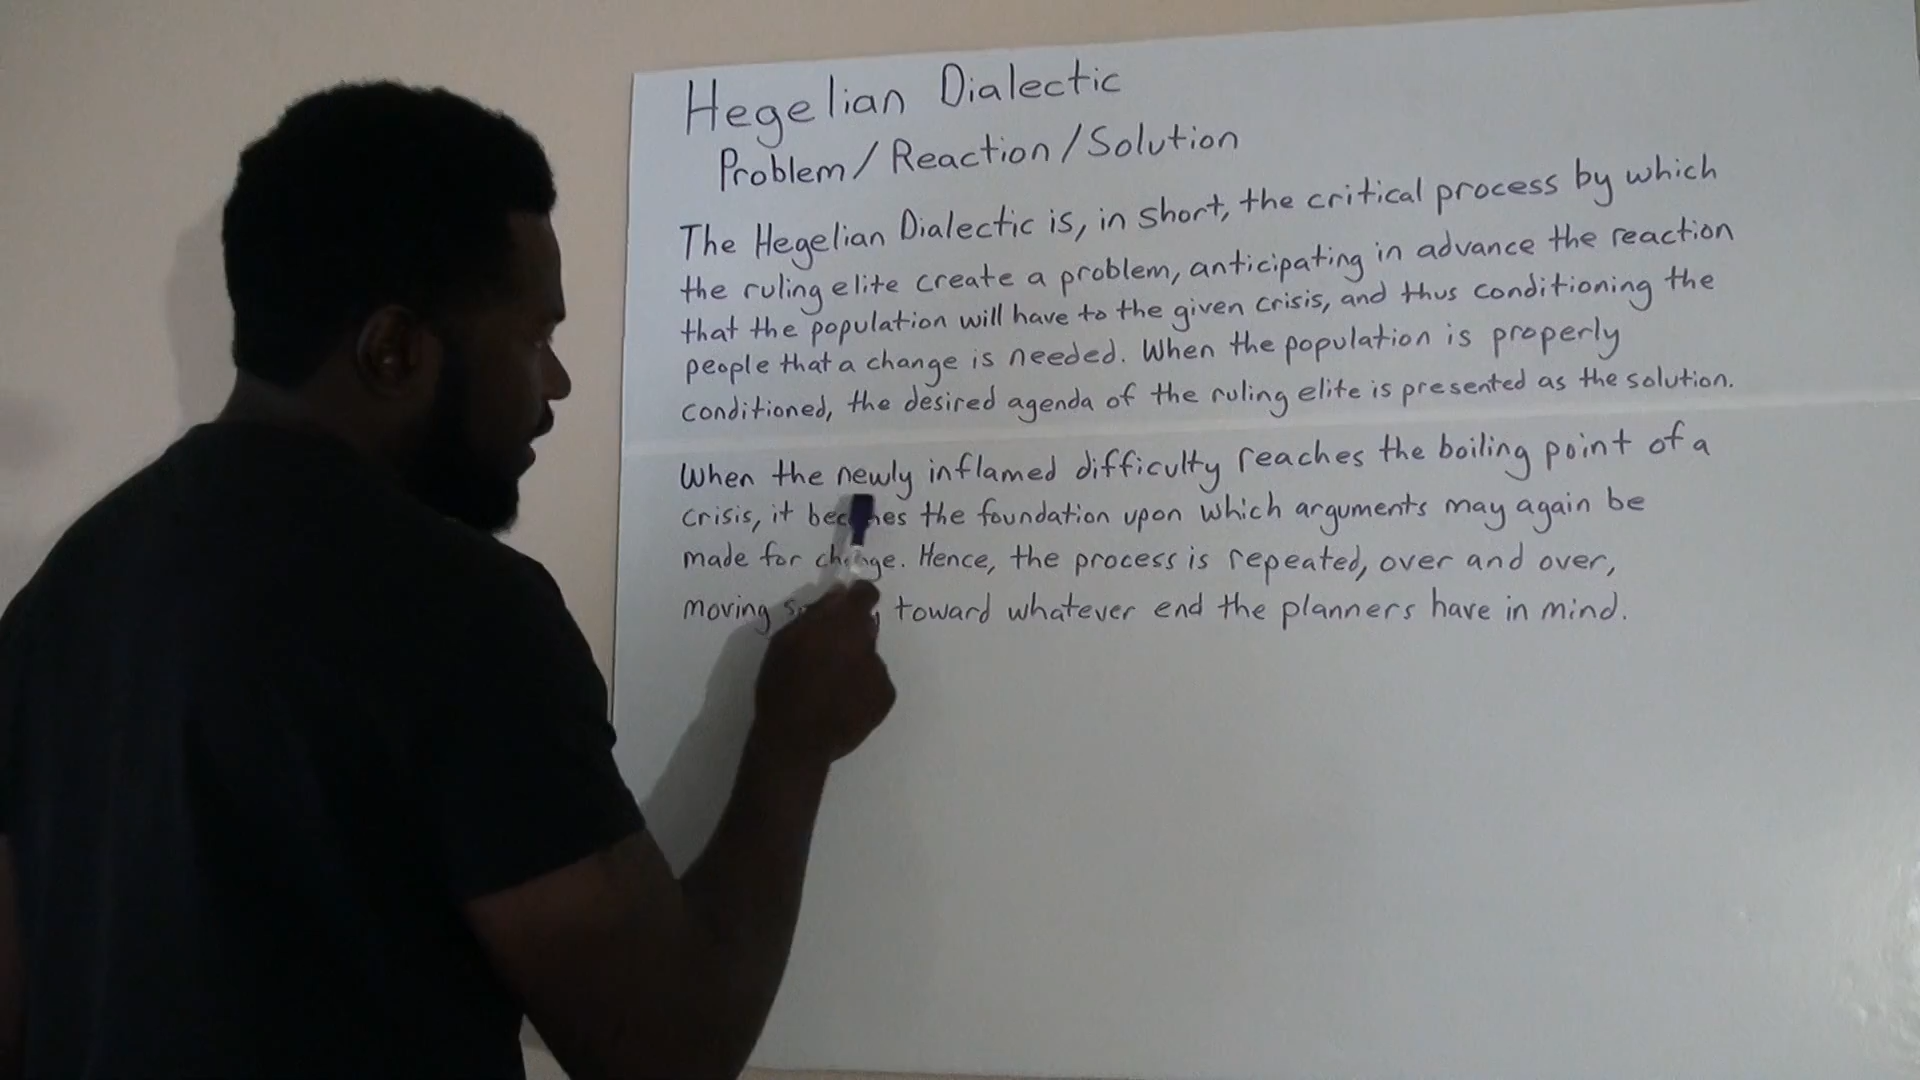 Hegelian Dialectic
Problem/Reaction/Solution
The Hegelian Dialectic is, in short, the critical process by which
the ruling elite create a problem, anticipating in advance the reaction
that the population will have to the given crisis, and thus conditioning the
people that a change is needed. When the population is properly
conditioned, the desired agenda of the ruling elite is presented as the solution.
When the newly inflamed difficulty reaches the boiling point of a
crisis, it becomes the foundation upon which arguments may again be
made for change. Hence, the process is repeated, over and over,
moving toward whatever end the planners have in mind.